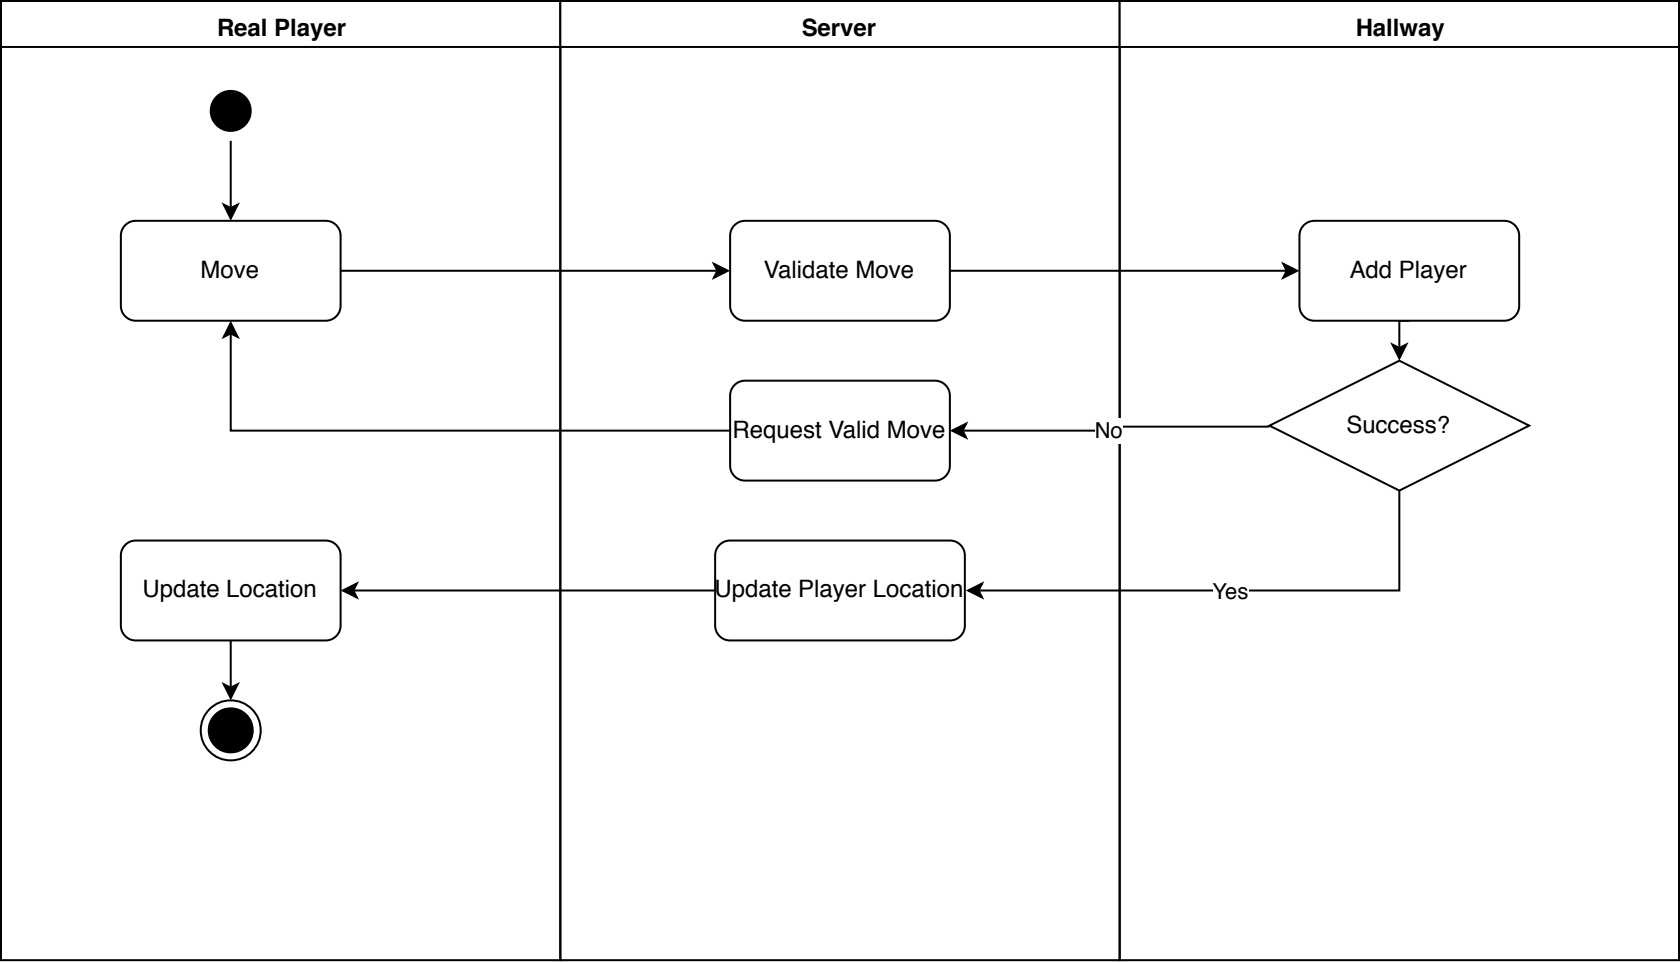 Real Player
Server
Hallway
Move
Validate Move
Add Player
Request Valid Move
No
Success?
Update Location
Update Player Location
Yes